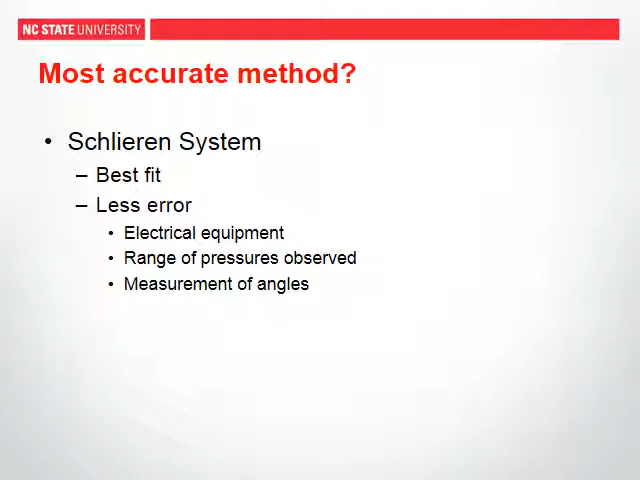 NC STATE UNIVERSITY
Most accurate method?
• Schlieren System
– Best fit
– Less error
• Electrical equipment
• Range of pressures observed
• Measurement of angles